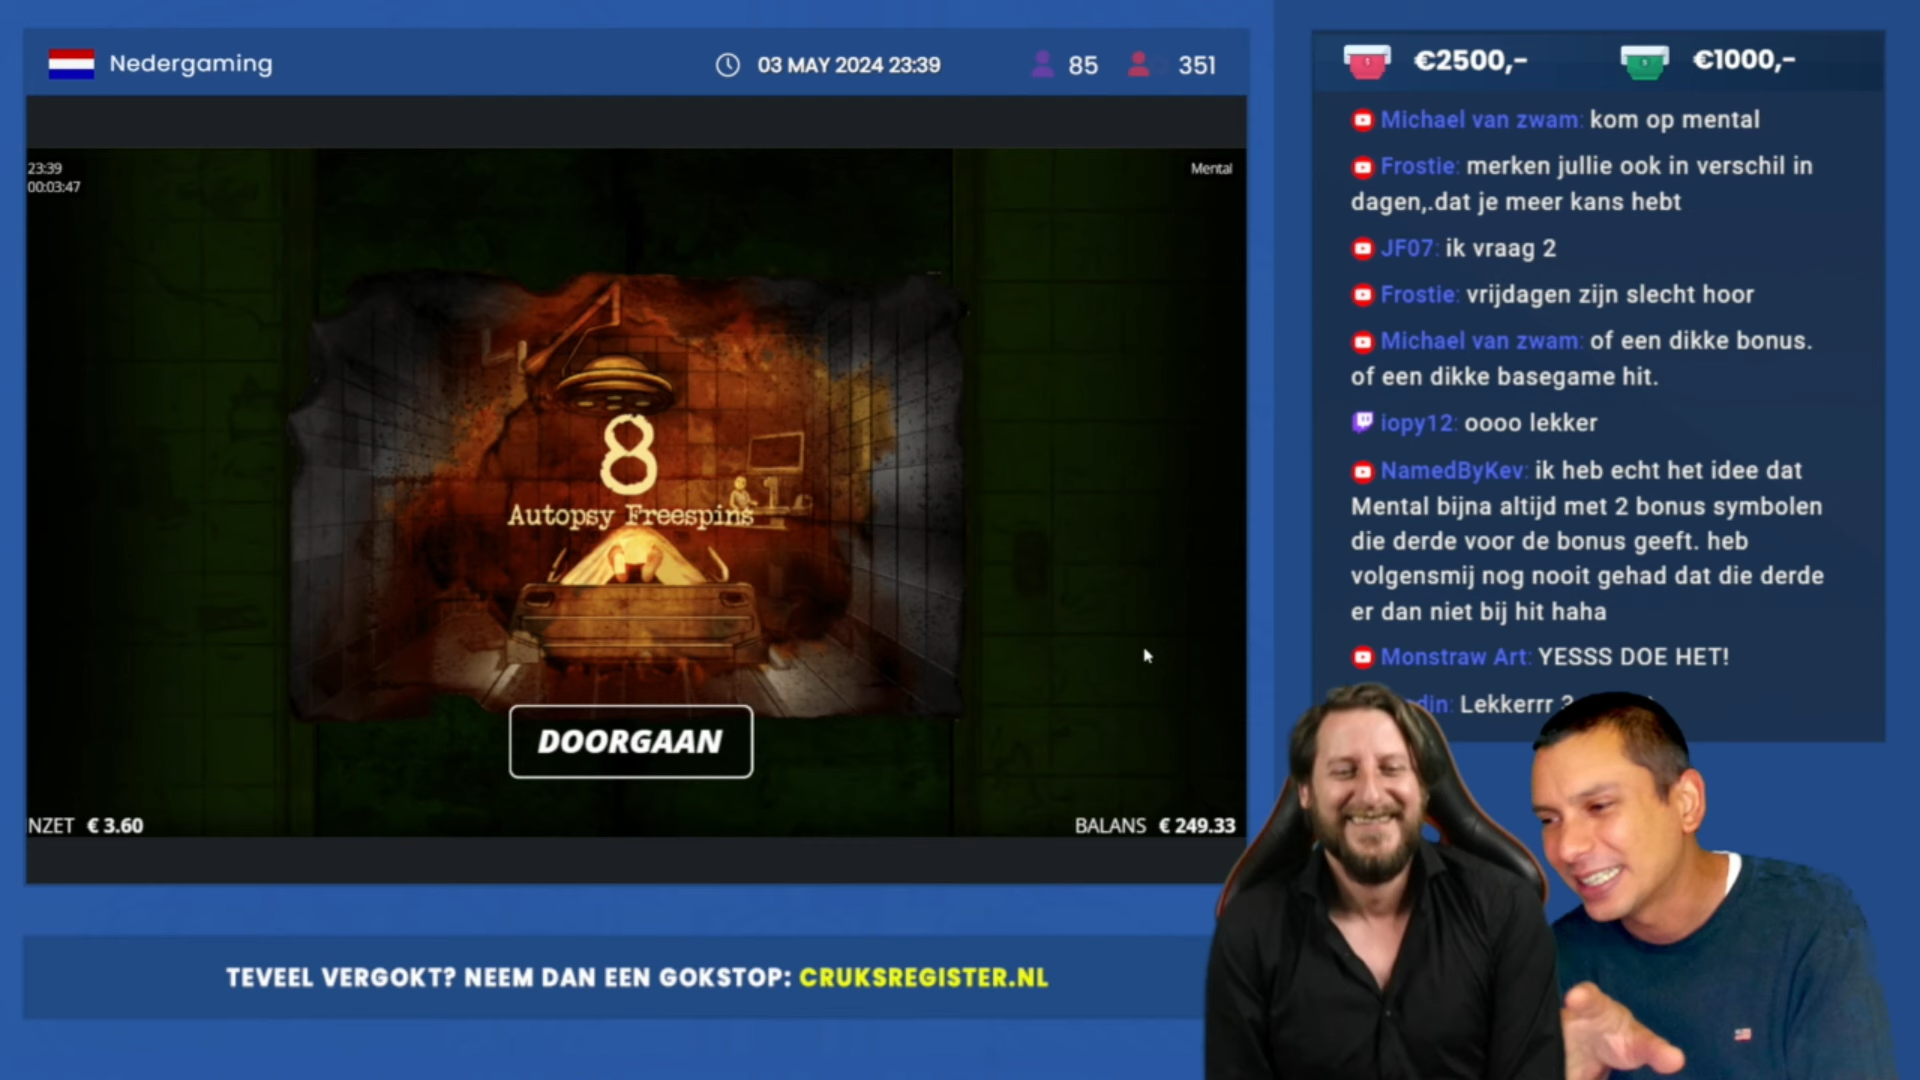 Nedergaming
03 MAY 2024 23:39
85
351
€2500,-
€1000,-
23:39
00:03:47
Mental
8
Autopsy Freespins
DOORGAAN
NZET € 3.60
BALANS € 249.33
TEVEEL VERGOKT? NEEM DAN EEN GOKSTOP: CRUKSREGISTER.NL
Michael van zwam: kom op mental
Frostie: merken jullie ook in verschil in
dagen,.dat je meer kans hebt
JF07: ik vraag 2
Frostie: vrijdagen zijn slecht hoor
Michael van zwam: of een dikke bonus.
of een dikke basegame hit.
iopy12: oooo lekker
NamedByKev: ik heb echt het idee dat
Mental bijna altijd met 2 bonus symbolen
die derde voor de bonus geeft. heb
volgensmij nog nooit gehad dat die derde
er dan niet bij hit haha
Monstraw Art: YESSS DOE HET!
din: Lekkerrr